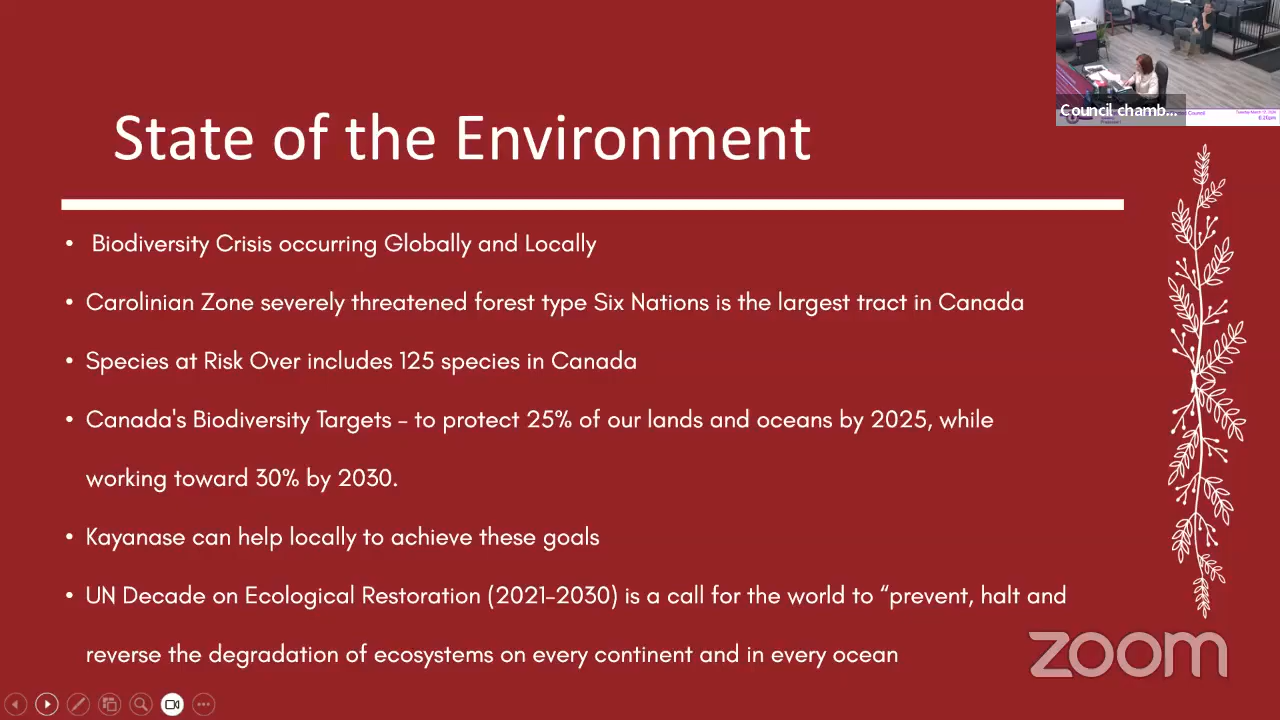 Council chamb...
State of the Environment
• Biodiversity Crisis occurring Globally and Locally
• Carolinian Zone severely threatened forest type Six Nations is the largest tract in Canada
• Species at Risk Over includes 125 species in Canada
• Canada's Biodiversity Targets - to protect 25% of our lands and oceans by 2025, while
working toward 30% by 2030.
• Kayanase can help locally to achieve these goals
• UN Decade on Ecological Restoration (2021-2030) is a call for the world to “prevent, halt and
reverse the degradation of ecosystems on every continent and in every ocean
zoom